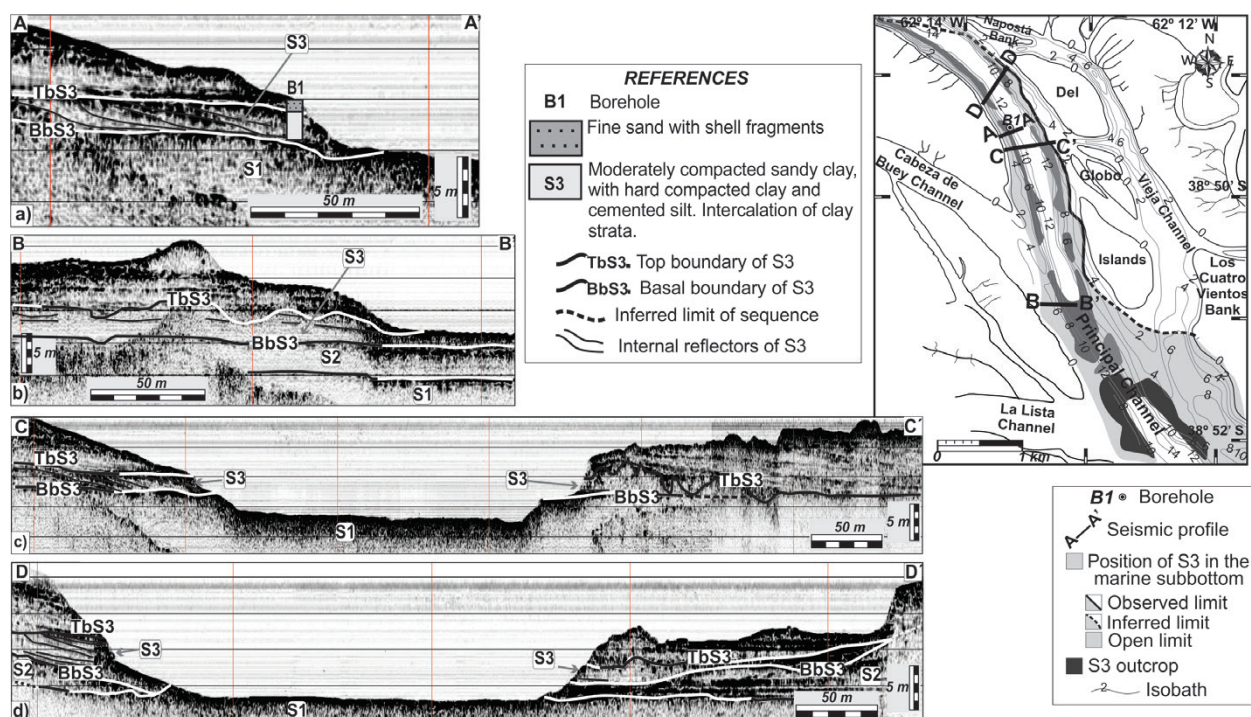 A
A'
S3
B1
TbS3
BbS3
S1
50 m
5 m
a)
B
B'
S3
TbS3
BbS3
S2
S1
5 m
50 m
b)
REFERENCES
B1 Borehole
Fine sand with shell fragments
S3 Moderately compacted sandy clay,
with hard compacted clay and
cemented silt. Intercalation of clay
strata.
TbS3. Top boundary of S3
BbS3. Basal boundary of S3
Inferred limit of sequence
Internal reflectors of S3
C
C'
TbS3
S3
BbS3
S3
TbS3
BbS3
S1
50 m
5 m
c)
D
D'
TbS3
S3
S2
BbS3
S3
TbS3
BbS3
S2
S1
50 m
5 m
d)
62º 14' W
Napostá
Bank
62º 12' W
N
W
E
S
D
D'
Del
A
B1
A'
C
C'
Globo
Cabeza de
Buey Channel
Vieja Channel
38º 50' S
Islands
Los
Cuatro
Vientos
Bank
B
B'
Principal Channel
La Lista
Channel
38º 52' S
1 km
B1 Borehole
A A' Seismic profile
Position of S3 in the
marine subbottom
Observed limit
Inferred limit
Open limit
S3 outcrop
2 Isobath